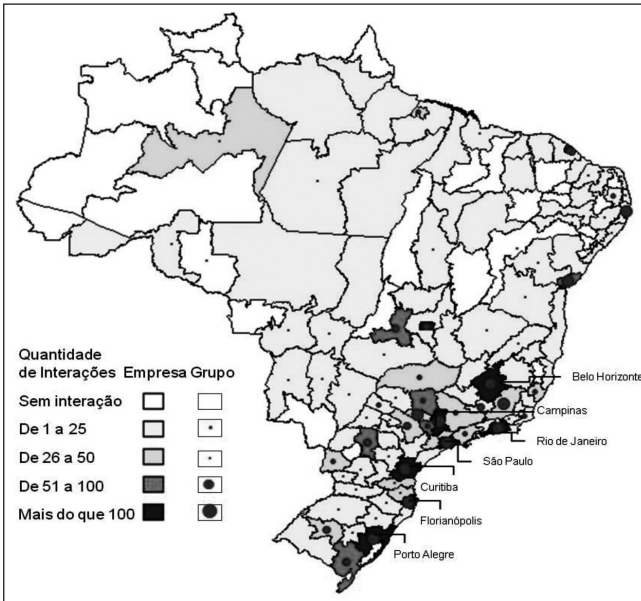 Belo Horizonte
Campinas
Rio de Janeiro
São Paulo
Curitiba
Florianópolis
Porto Alegre
Quantidade
de Interações Empresa Grupo
Sem interação
De 1 a 25
De 26 a 50
De 51 a 100
Mais do que 100